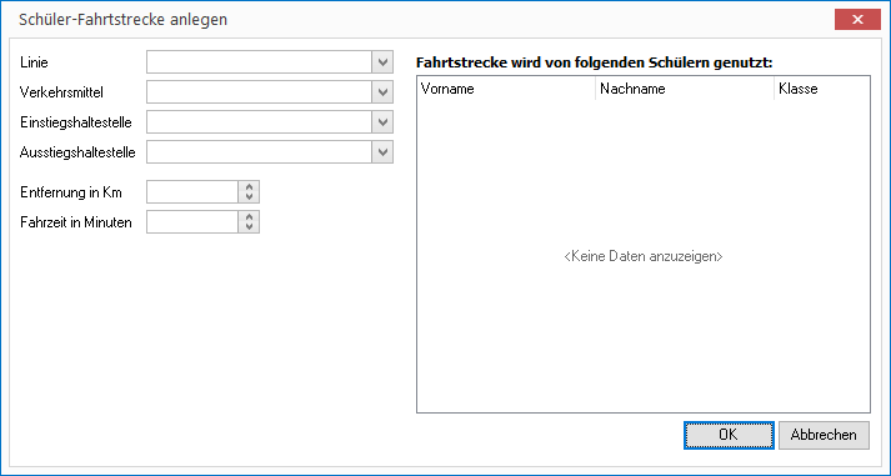 Schüler-Fahrtstrecke anlegen
Linie
Verkehrsmittel
Einstiegshaltestelle
Ausstiegshaltestelle
Entfernung in Km
Fahrzeit in Minuten
Fahrtstrecke wird von folgenden Schülern genutzt:
Vorname Nachname Klasse
<Keine Daten anzuzeigen>
OK Abbrechen